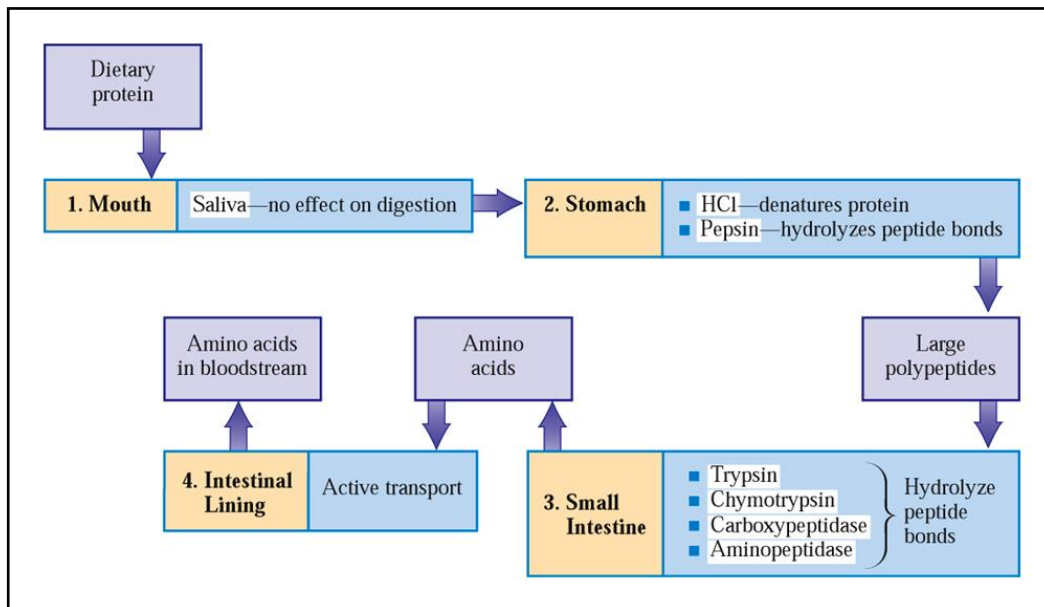 Dietary
protein
1. Mouth
Saliva—no effect on digestion
2. Stomach
■ HCl—denatures protein
■ Pepsin—hydrolyzes peptide bonds
Large
polypeptides
3. Small
Intestine
■ Trypsin
■ Chymotrypsin
■ Carboxypeptidase
■ Aminopeptidase
Hydrolyze
peptide
bonds
Amino
acids
4. Intestinal
Lining
Active transport
Amino acids
in bloodstream